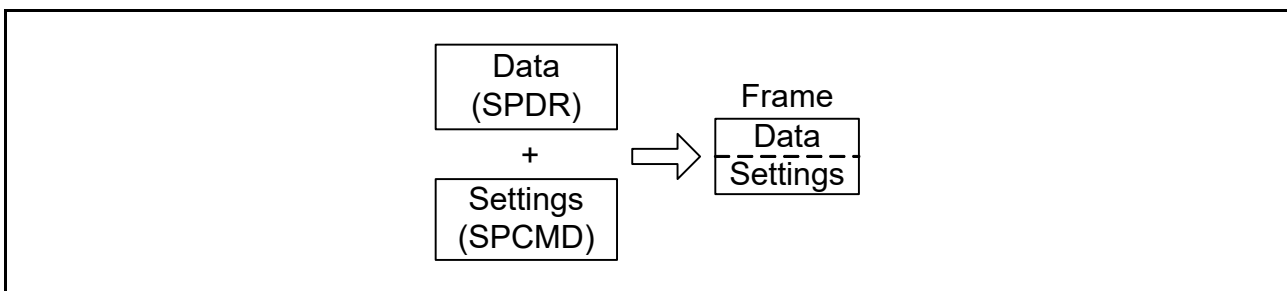 Data
(SPDR)
+
Settings
(SPCMD)
Frame
Data
Settings